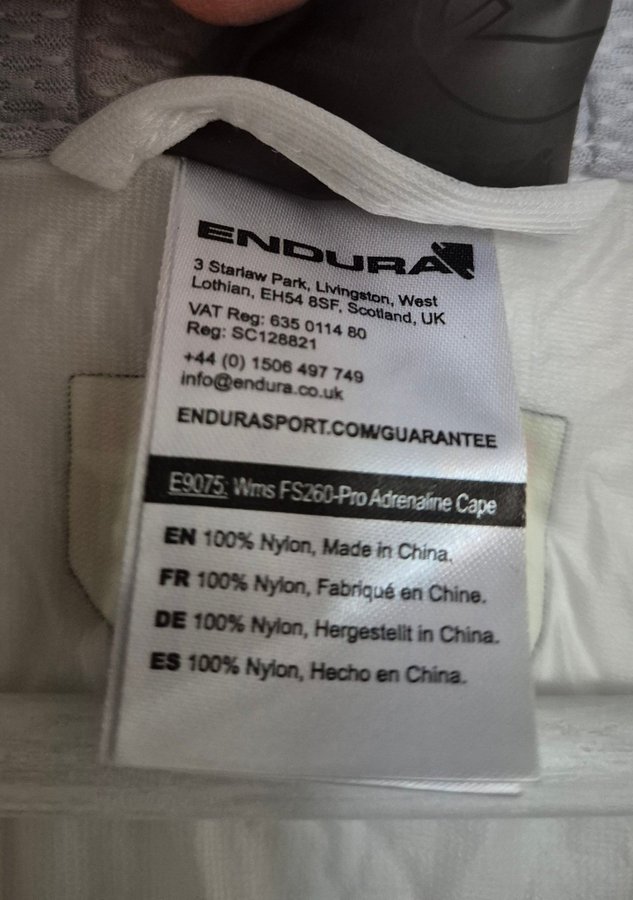 ENDURA
3 Starlaw Park, Livingston, West
Lothian, EH54 8SF, Scotland, UK
VAT Reg: 635 0114 80
Reg: SC128821
+44 (0) 1506 497 749
info@endura.co.uk
ENDURASPORT.COM/GUARANTEE
E9075: Wms FS260-Pro Adrenaline Cape
EN 100% Nylon, Made in China.
FR 100% Nylon, Fabriqué en Chine.
DE 100% Nylon, Hergestellt in China.
ES 100% Nylon, Hecho en China.